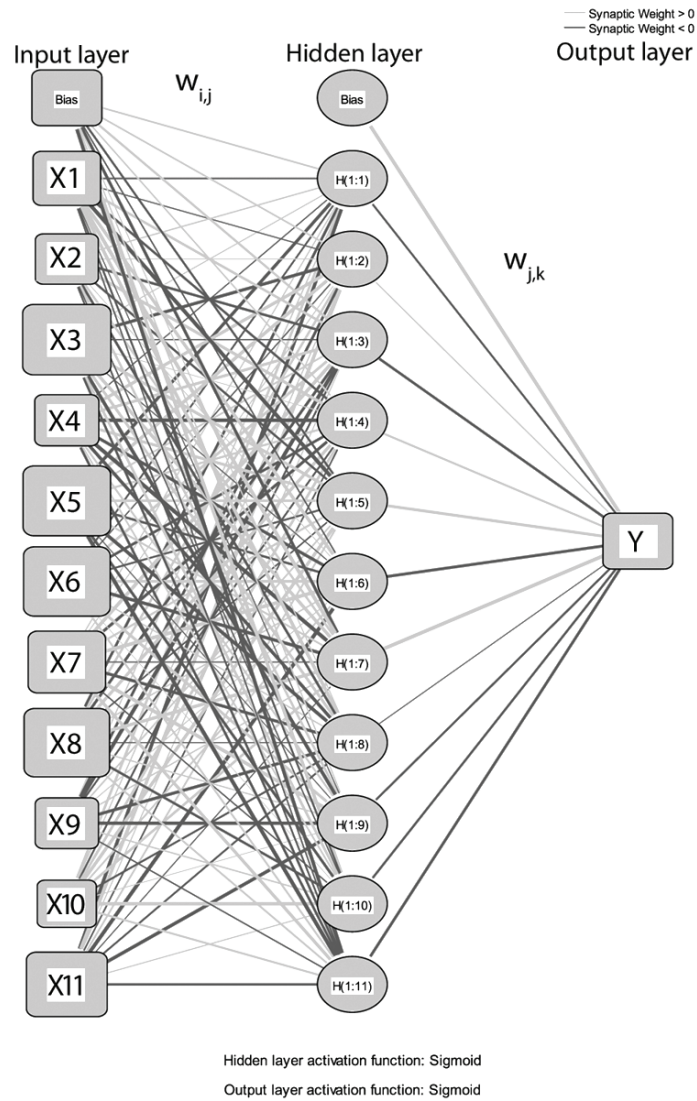 Synaptic Weight > 0
Synaptic Weight < 0
Input layer
Hidden layer
Output layer
w i,j
w j,k
Bias
Bias
X1
H(1:1)
X2
H(1:2)
X3
H(1:3)
X4
H(1:4)
X5
H(1:5)
Y
X6
H(1:6)
X7
H(1:7)
X8
H(1:8)
X9
H(1:9)
X10
H(1:10)
X11
H(1:11)
Hidden layer activation function: Sigmoid
Output layer activation function: Sigmoid